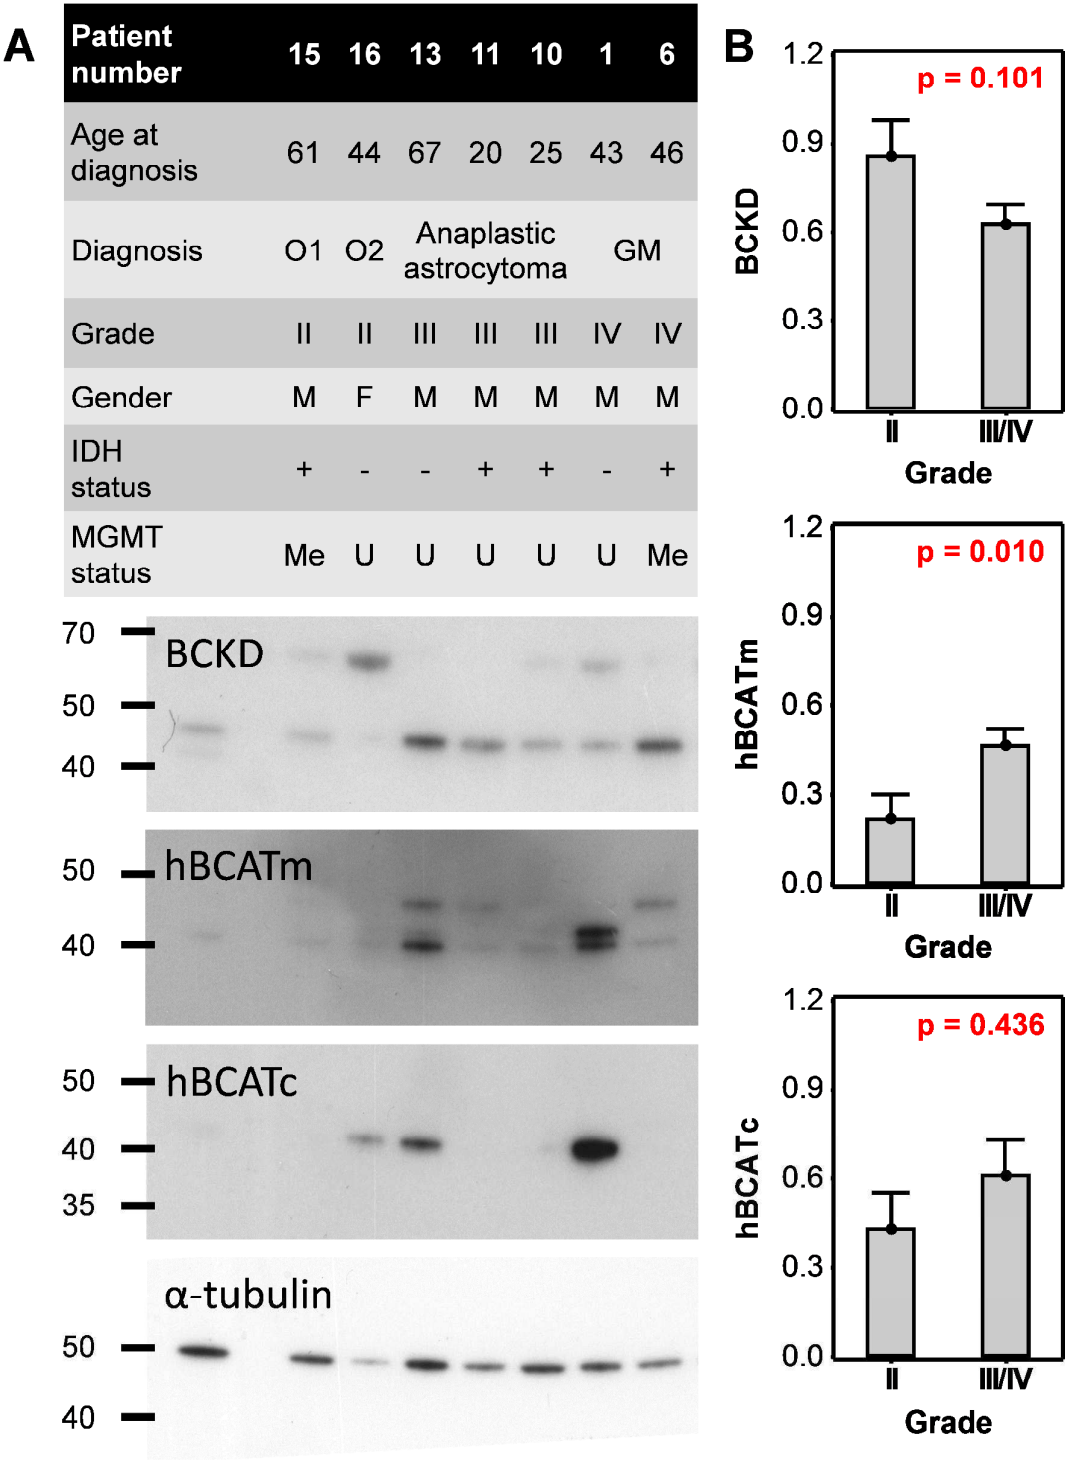 A
Patient number 15 16 13 11 10 1 6
Age at diagnosis 61 44 67 20 25 43 46
Diagnosis O1 O2 Anaplastic astrocytoma GM
Grade II II III III III IV IV
Gender M F M M M M M
IDH status + - - + + - +
MGMT status Me U U U U U Me
70
BCKD
50
40
50
hBCATm
40
50
hBCATc
40
35
α-tubulin
50
40
B
1.2
p = 0.101
0.9
BCKD
0.6
0.3
0.0
II III/IV
Grade
1.2
p = 0.010
0.9
hBCATm
0.6
0.3
0.0
II III/IV
Grade
1.2
p = 0.436
0.9
hBCATc
0.6
0.3
0.0
II III/IV
Grade